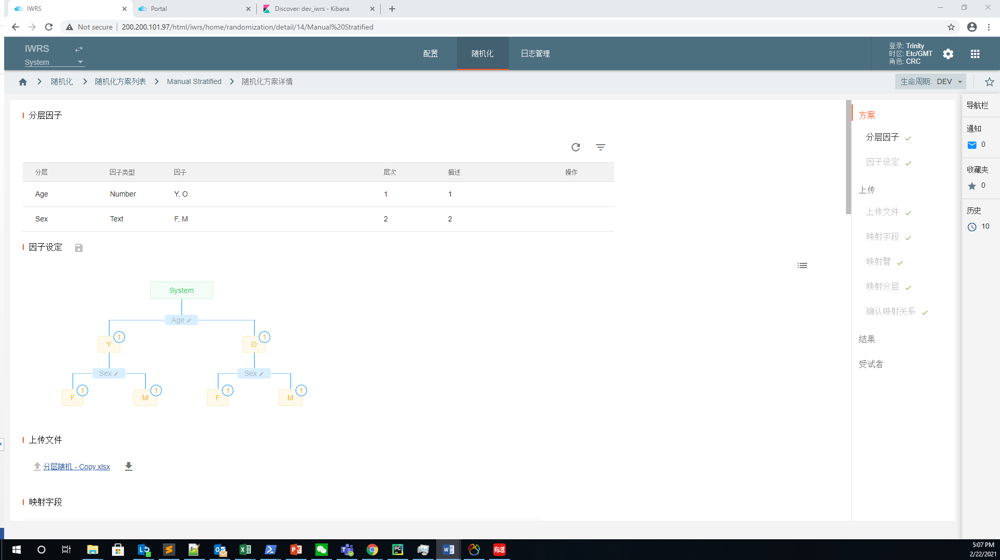 IWRS
Portal
Discover: dev_iwrs - Kibana
Not secure
200.200.101.97/html/iwrs/home/randomization/detail/14/Manual%20Stratified
IWRS
System
配置
随机化
日志管理
登录: Trinity
时区: Etc/GMT
角色: CRC
随机化
随机化方案列表
Manual Stratified
随机化方案详情
生命周期: DEV
分层因子
分层 因子类型 因子 层次 描述 操作
Age Number Y, O 1 1
Sex Text F, M 2 2
因子设定
System
Age
Y 1
O 1
Sex
Sex
F 1
M 1
F 1
M 1
上传文件
分层随机 - Copy.xlsx
映射字段
方案
分层因子
因子设定
上传
上传文件
映射字段
映射臂
映射分层
确认映射关系
结果
受试者
导航栏
通知
0
收藏夹
0
历史
10
5:07 PM
2/22/2021